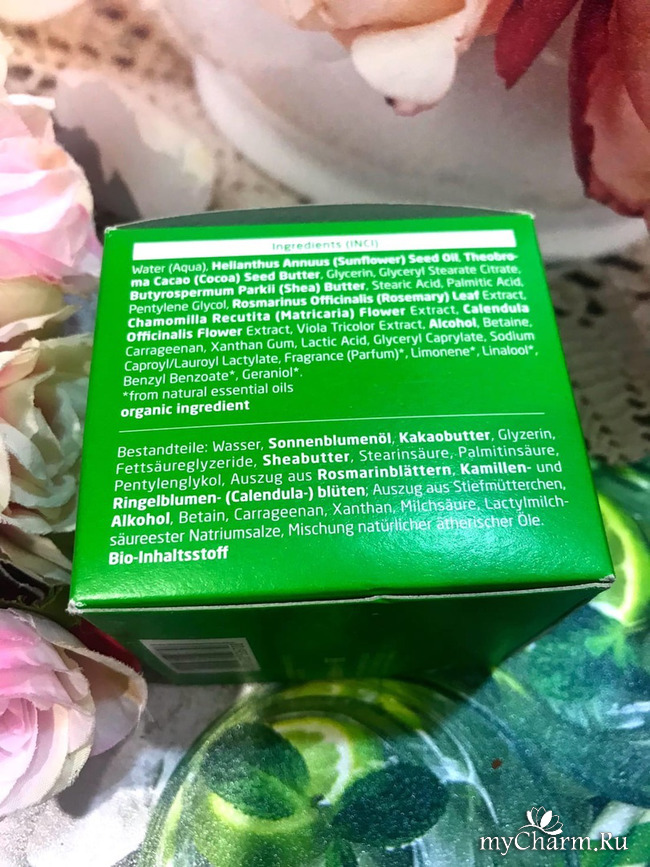 Ingredients (INCI)
Water (Aqua), Helianthus Annuus (Sunflower) Seed Oil, Theobro-
ma Cacao (Cocoa) Seed Butter, Glycerin, Glyceryl Stearate Citrate,
Butyrospermum Parkii (Shea) Butter, Stearic Acid, Palmitic Acid,
Pentylene Glycol, Rosmarinus Officinalis (Rosemary) Leaf Extract,
Chamomilla Recutita (Matricaria) Flower Extract, Calendula
Officinalis Flower Extract, Viola Tricolor Extract, Alcohol, Betaine,
Carrageenan, Xanthan Gum, Lactic Acid, Glyceryl Caprylate, Sodium
Caproyl/Lauroyl Lactylate, Fragrance (Parfum)*, Limonene*, Linalool*,
Benzyl Benzoate*, Geraniol*.
*from natural essential oils
organic ingredient
Bestandteile: Wasser, Sonnenblumenöl, Kakaobutter, Glyzerin,
Fettsäureglyzeride, Sheabutter, Stearinsäure, Palmitinsäure,
Pentylenglykol, Auszug aus Rosmarinblättern, Kamillen- und
Ringelblumen- (Calendula-) blüten; Auszug aus Stiefmütterchen,
Alkohol, Betain, Carrageenan, Xanthan, Milchsäure, Lactylmilch-
säureester Natriumsalze, Mischung natürlicher ätherischer Öle.
Bio-Inhaltsstoff
myCharm.Ru